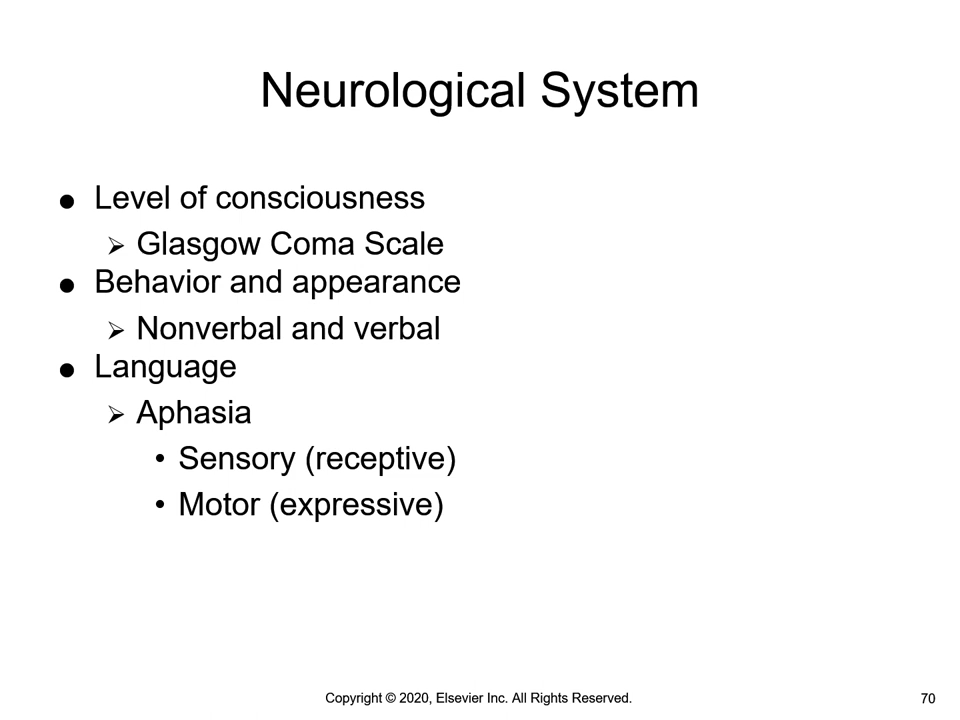 Neurological System
● Level of consciousness
➢ Glasgow Coma Scale
● Behavior and appearance
➢ Nonverbal and verbal
● Language
➢ Aphasia
• Sensory (receptive)
• Motor (expressive)
Copyright © 2020, Elsevier Inc. All Rights Reserved.
70